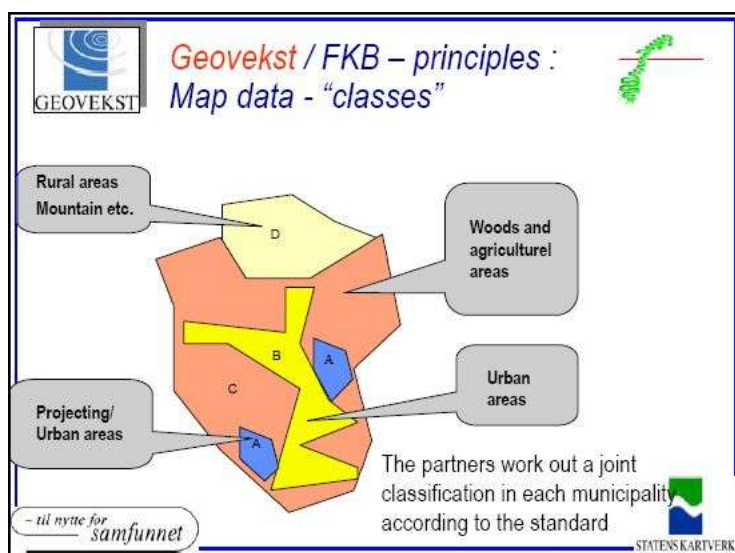 GEOVEKST
Geovekst / FKB – principles :
Map data - “classes”
Rural areas
Mountain etc.
D
Woods and
agriculturel
areas
B
A
C
Urban
areas
Projecting/
Urban areas
A
The partners work out a joint
classification in each municipality
according to the standard
– til nytte for
samfunnet
STATENS KARTVERK